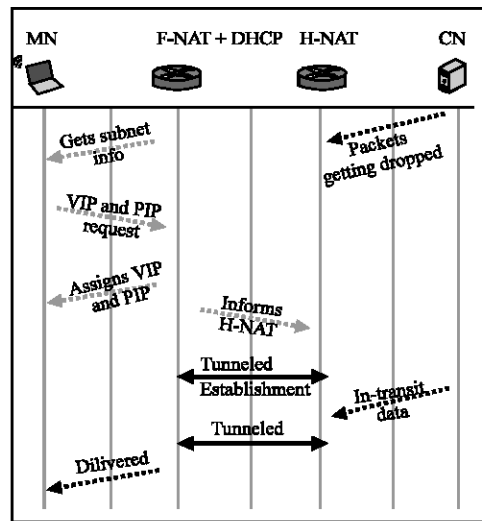 MN
F-NAT + DHCP
H-NAT
CN
Gets subnet
info
Packets
getting dropped
VIP and PIP
request
Assigns VIP
and PIP
Informs
H-NAT
Tunneled
Establishment
In-transit
data
Tunneled
Dilivered